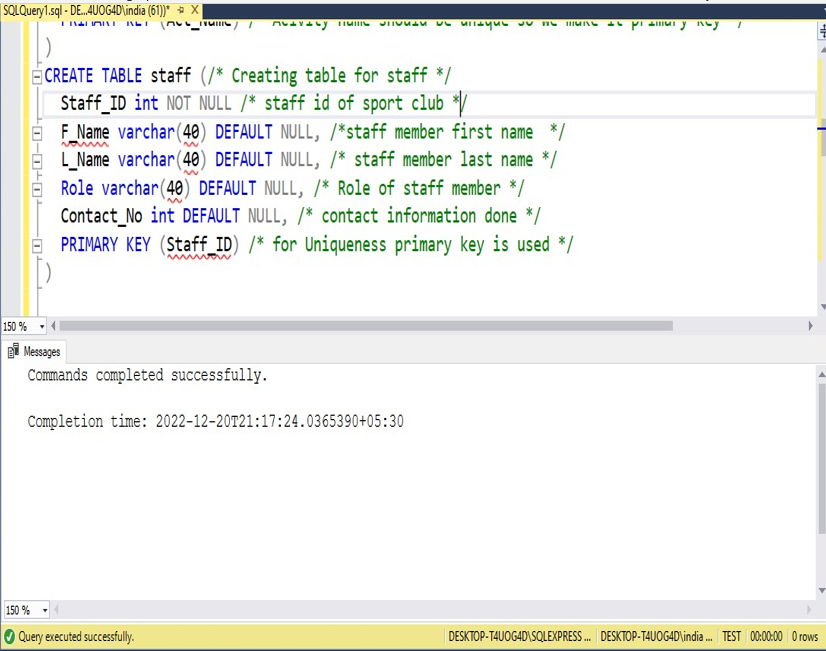 SQLQuery1.sql - DE...4UOG4D\india (61))* X
PRIMARY KEY (Act_Name) /* Activity name should be unique so we make it primary key */
)
CREATE TABLE staff (/* Creating table for staff */
Staff_ID int NOT NULL /* staff id of sport club */
F_Name varchar(40) DEFAULT NULL, /*staff member first name */
L_Name varchar(40) DEFAULT NULL, /* staff member last name */
Role varchar(40) DEFAULT NULL, /* Role of staff member */
Contact_No int DEFAULT NULL, /* contact information done */
PRIMARY KEY (Staff_ID) /* for Uniqueness primary key is used */
)
150 %
Messages
Commands completed successfully.
Completion time: 2022-12-20T21:17:24.0365390+05:30
150 %
Query executed successfully. DESKTOP-T4UOG4D\SQLEXPRESS ... DESKTOP-T4UOG4D\india ... TEST 00:00:00 0 rows